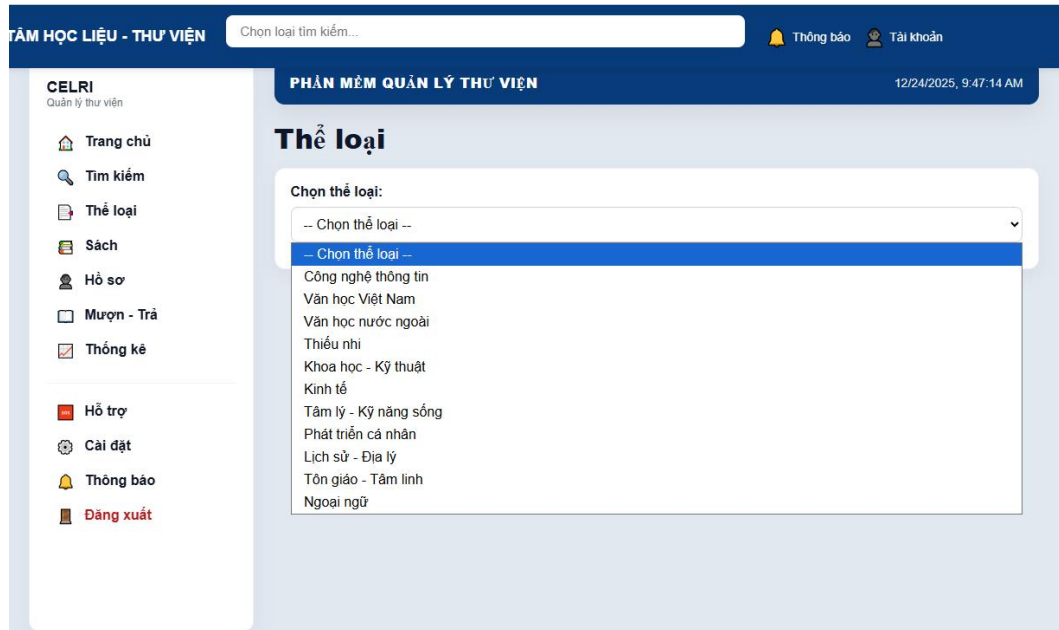 TÂM HỌC LIỆU - THƯ VIỆN
Chọn loại tìm kiếm...
Thông báo
Tài khoản
CELRI
Quản lý thư viện
Trang chủ
Tìm kiếm
Thể loại
Sách
Hồ sơ
Mượn - Trả
Thống kê
Hỗ trợ
Cài đặt
Thông báo
Đăng xuất
PHẦN MỀM QUẢN LÝ THƯ VIỆN
12/24/2025, 9:47:14 AM
Thể loại
Chọn thể loại:
-- Chọn thể loại --
-- Chọn thể loại --
Công nghệ thông tin
Văn học Việt Nam
Văn học nước ngoài
Thiếu nhi
Khoa học - Kỹ thuật
Kinh tế
Tâm lý - Kỹ năng sống
Phát triển cá nhân
Lịch sử - Địa lý
Tôn giáo - Tâm linh
Ngoại ngữ